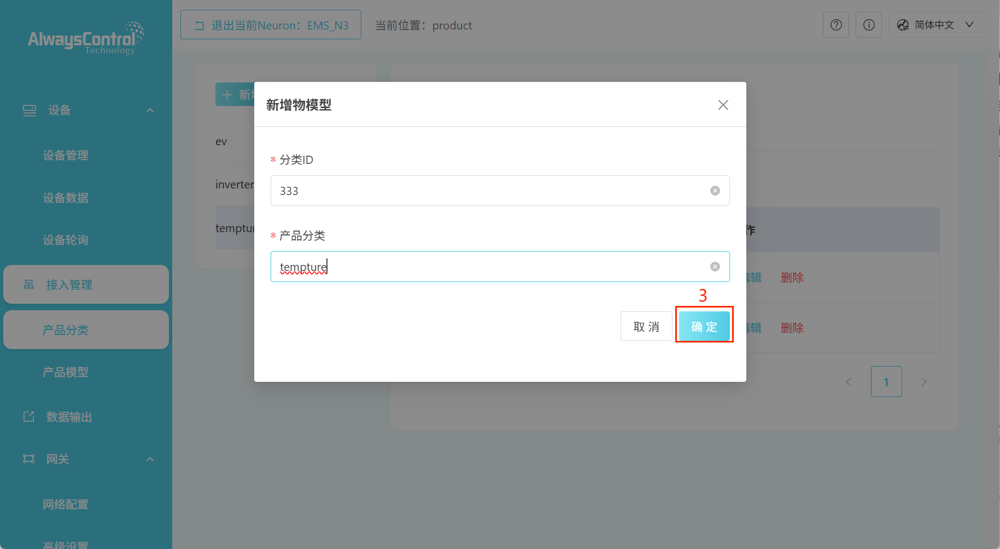 AlwaysControl
Technology
退出当前Neuron：EMS_N3
当前位置：product
简体中文
设备
设备管理
设备数据
设备轮询
接入管理
产品分类
产品模型
数据输出
网关
网络配置
高级设置
新增
ev
inverter
temptur
新增物模型
* 分类ID
333
* 产品分类
tempture
3
取 消
确 定
作
编辑
删除
编辑
删除
1